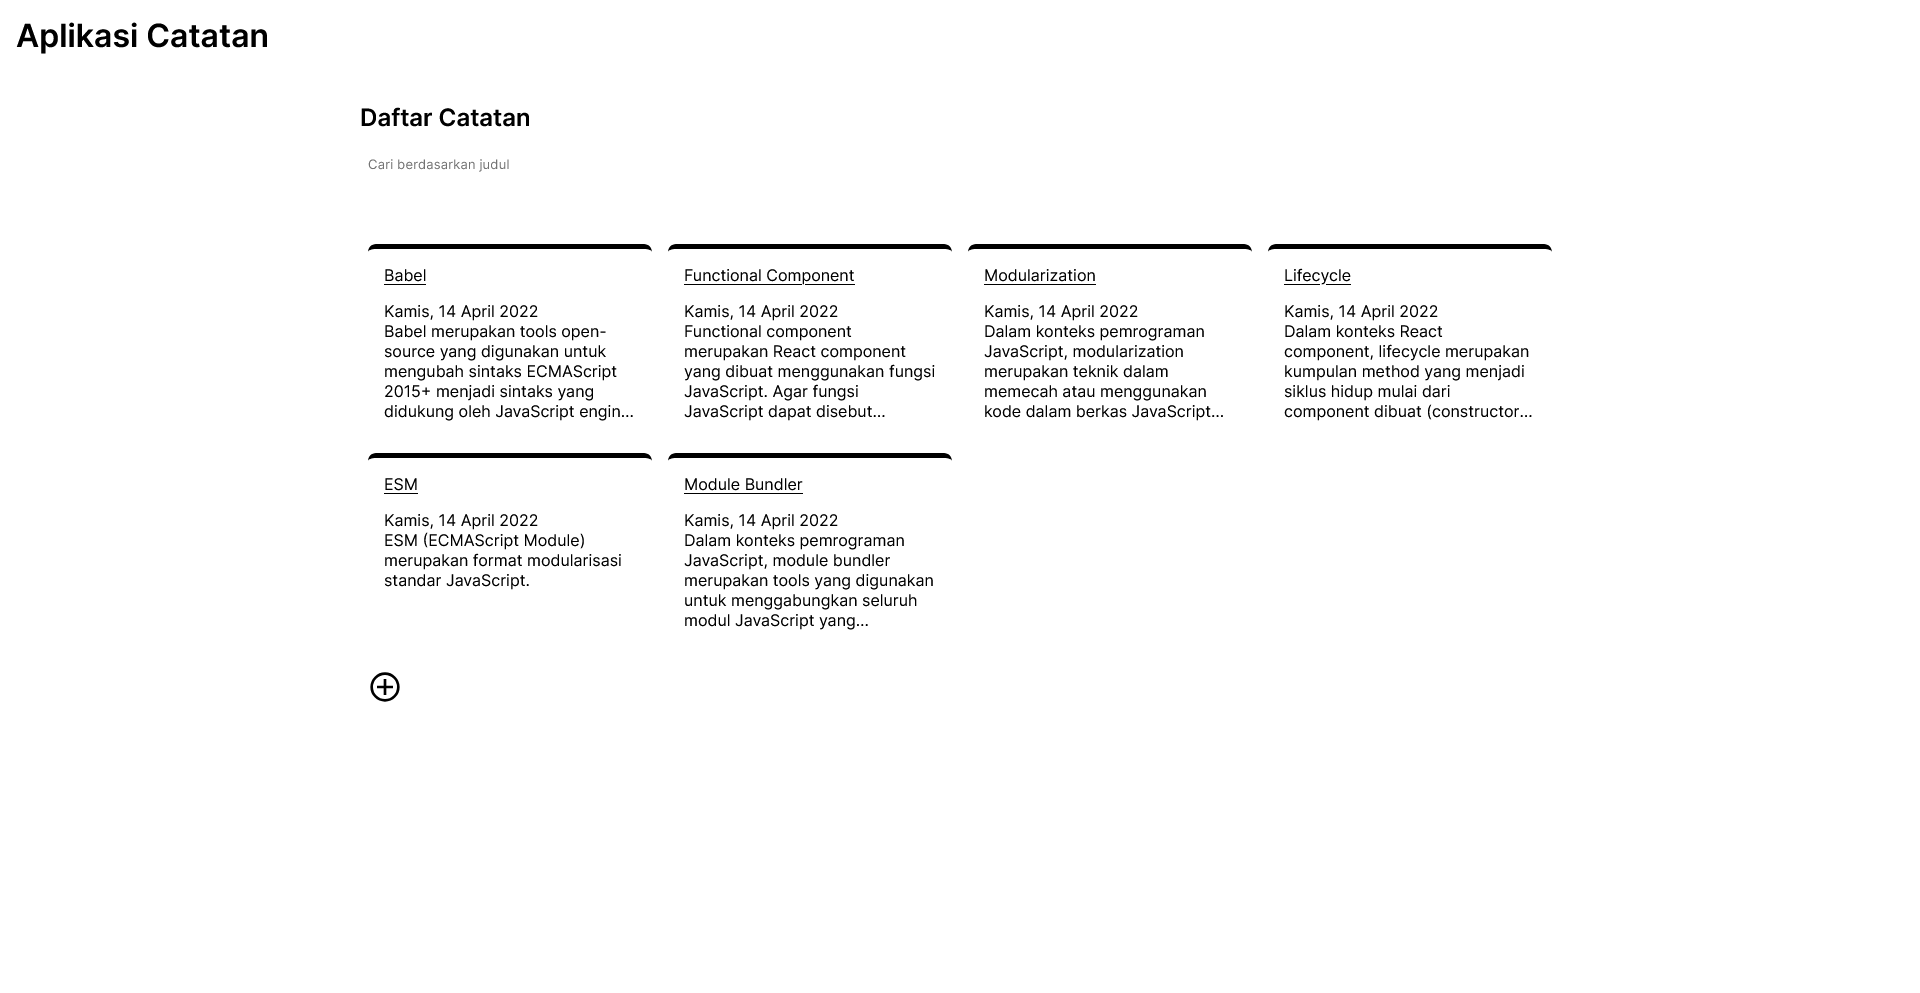 Aplikasi Catatan
Daftar Catatan
Cari berdasarkan judul
Babel
Kamis, 14 April 2022
Babel merupakan tools open-
source yang digunakan untuk
mengubah sintaks ECMAScript
2015+ menjadi sintaks yang
didukung oleh JavaScript engin...
Functional Component
Kamis, 14 April 2022
Functional component
merupakan React component
yang dibuat menggunakan fungsi
JavaScript. Agar fungsi
JavaScript dapat disebut...
Modularization
Kamis, 14 April 2022
Dalam konteks pemrograman
JavaScript, modularization
merupakan teknik dalam
memecah atau menggunakan
kode dalam berkas JavaScript...
Lifecycle
Kamis, 14 April 2022
Dalam konteks React
component, lifecycle merupakan
kumpulan method yang menjadi
siklus hidup mulai dari
component dibuat (constructor...
ESM
Kamis, 14 April 2022
ESM (ECMAScript Module)
merupakan format modularisasi
standar JavaScript.
Module Bundler
Kamis, 14 April 2022
Dalam konteks pemrograman
JavaScript, module bundler
merupakan tools yang digunakan
untuk menggabungkan seluruh
modul JavaScript yang...